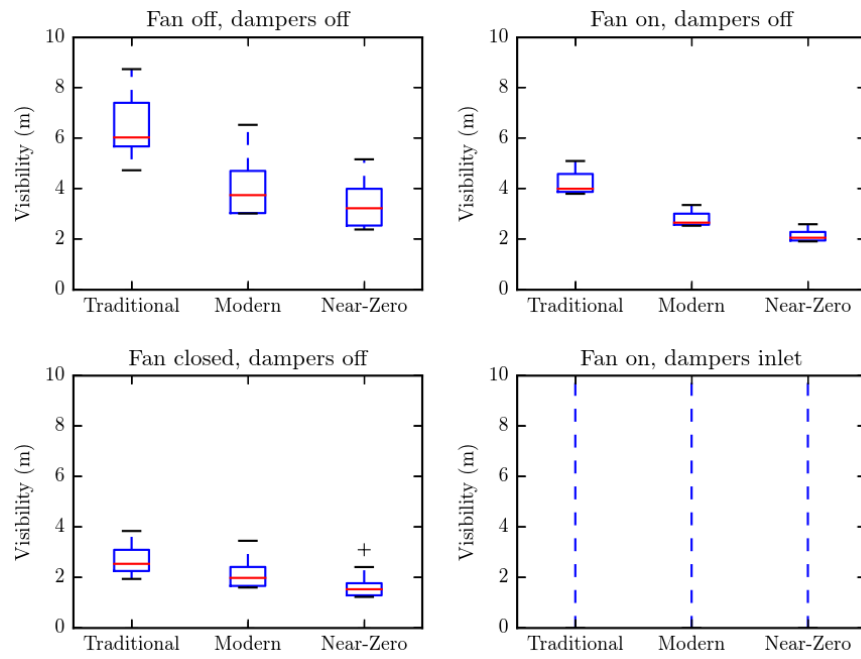 Fan off, dampers off
Visibility (m)
10
8
6
4
2
0
Traditional Modern Near-Zero
Fan on, dampers off
Visibility (m)
10
8
6
4
2
0
Traditional Modern Near-Zero
Fan closed, dampers off
Visibility (m)
10
8
6
4
2
0
Traditional Modern Near-Zero
Fan on, dampers inlet
Visibility (m)
10
8
6
4
2
0
Traditional Modern Near-Zero